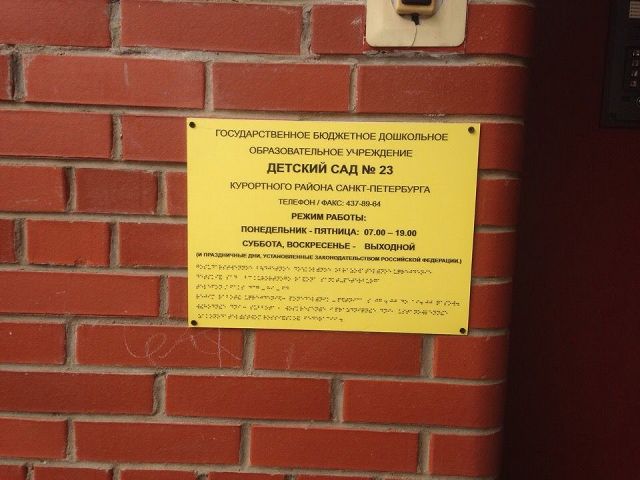 ГОСУДАРСТВЕННОЕ БЮДЖЕТНОЕ ДОШКОЛЬНОЕ
ОБРАЗОВАТЕЛЬНОЕ УЧРЕЖДЕНИЕ
ДЕТСКИЙ САД № 23
КУРОРТНОГО РАЙОНА САНКТ-ПЕТЕРБУРГА
ТЕЛЕФОН / ФАКС: 437-89-64
РЕЖИМ РАБОТЫ:
ПОНЕДЕЛЬНИК - ПЯТНИЦА: 07.00 – 19.00
СУББОТА, ВОСКРЕСЕНЬЕ - ВЫХОДНОЙ
(И ПРАЗДНИЧНЫЕ ДНИ, УСТАНОВЛЕННЫЕ ЗАКОНОДАТЕЛЬСТВОМ РОССИЙСКОЙ ФЕДЕРАЦИИ.)